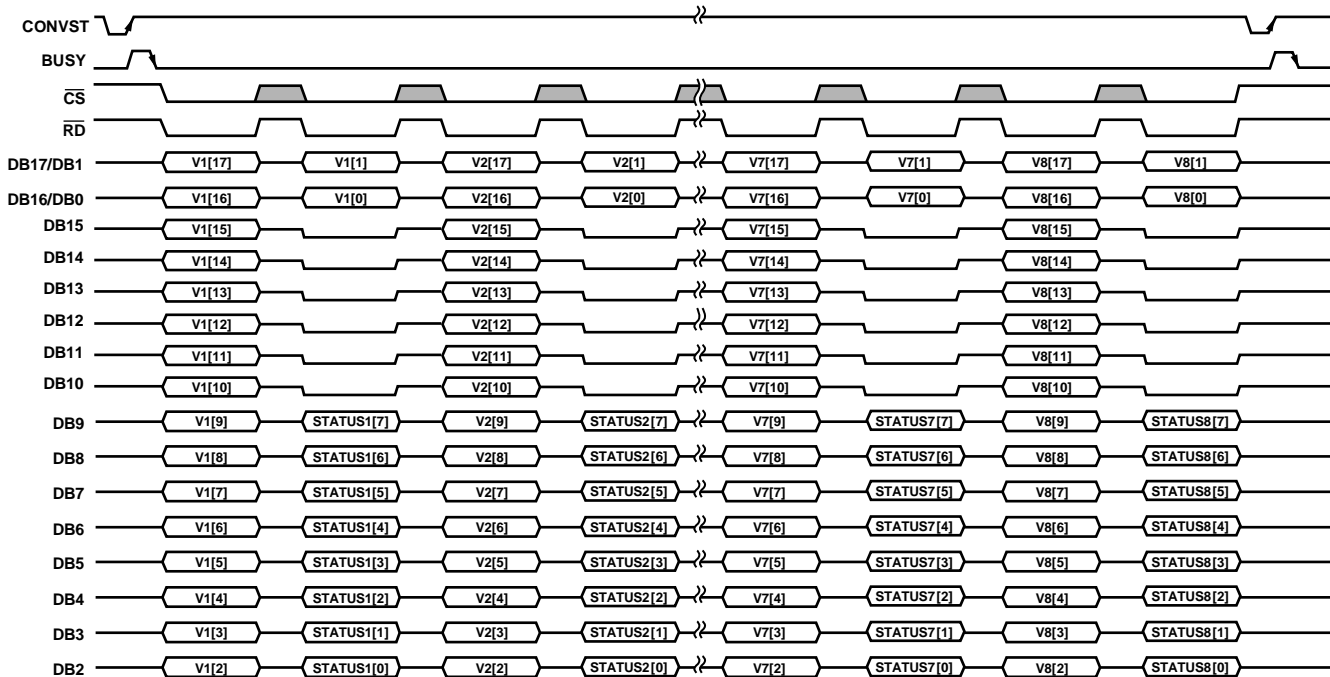 CONVST
BUSY
CS
RD
DB17/DB1 V1[17] V1[1] V2[17] V2[1] V7[17] V7[1] V8[17] V8[1]
DB16/DB0 V1[16] V1[0] V2[16] V2[0] V7[16] V7[0] V8[16] V8[0]
DB15 V1[15] V2[15] V7[15] V8[15]
DB14 V1[14] V2[14] V7[14] V8[14]
DB13 V1[13] V2[13] V7[13] V8[13]
DB12 V1[12] V2[12] V7[12] V8[12]
DB11 V1[11] V2[11] V7[11] V8[11]
DB10 V1[10] V2[10] V7[10] V8[10]
DB9 V1[9] STATUS1[7] V2[9] STATUS2[7] V7[9] STATUS7[7] V8[9] STATUS8[7]
DB8 V1[8] STATUS1[6] V2[8] STATUS2[6] V7[8] STATUS7[6] V8[8] STATUS8[6]
DB7 V1[7] STATUS1[5] V2[7] STATUS2[5] V7[7] STATUS7[5] V8[7] STATUS8[5]
DB6 V1[6] STATUS1[4] V2[6] STATUS2[4] V7[6] STATUS7[4] V8[6] STATUS8[4]
DB5 V1[5] STATUS1[3] V2[5] STATUS2[3] V7[5] STATUS7[3] V8[5] STATUS8[3]
DB4 V1[4] STATUS1[2] V2[4] STATUS2[2] V7[4] STATUS7[2] V8[4] STATUS8[2]
DB3 V1[3] STATUS1[1] V2[3] STATUS2[1] V7[3] STATUS7[1] V8[3] STATUS8[1]
DB2 V1[2] STATUS1[0] V2[2] STATUS2[0] V7[2] STATUS7[0] V8[2] STATUS8[0]